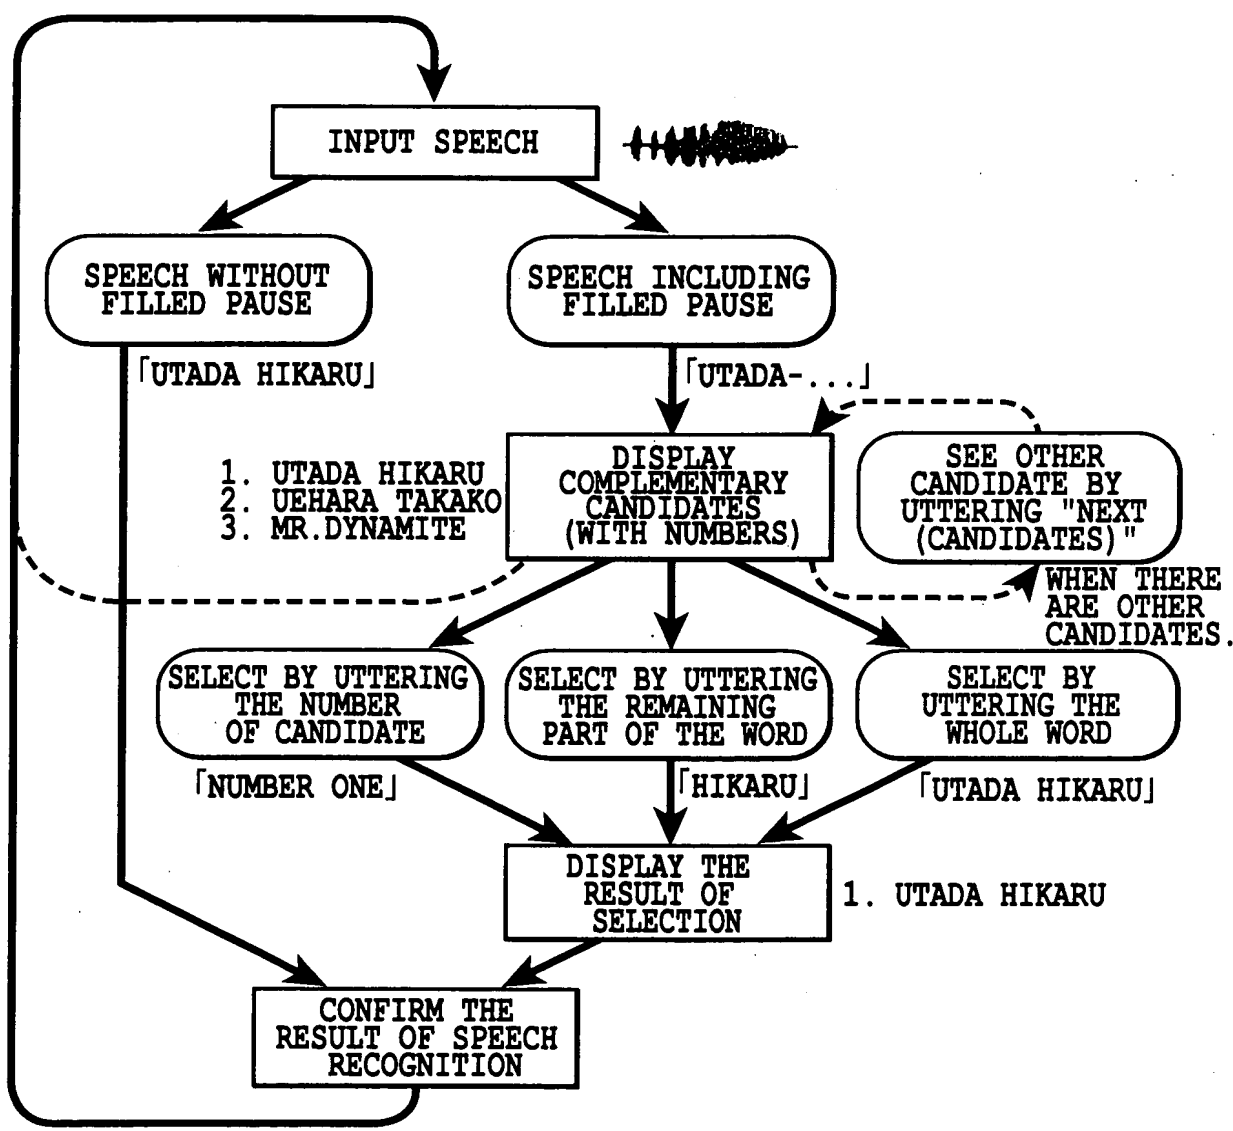 INPUT SPEECH
SPEECH WITHOUT
FILLED PAUSE
SPEECH INCLUDING
FILLED PAUSE
「UTADA HIKARU」
「UTADA-...」
1. UTADA HIKARU
2. UEHARA TAKAKO
3. MR.DYNAMITE
DISPLAY
COMPLEMENTARY
CANDIDATES
(WITH NUMBERS)
SEE OTHER
CANDIDATE BY
UTTERING "NEXT
(CANDIDATES)"
WHEN THERE
ARE OTHER
CANDIDATES.
SELECT BY UTTERING
THE NUMBER
OF CANDIDATE
SELECT BY UTTERING
THE REMAINING
PART OF THE WORD
SELECT BY
UTTERING THE
WHOLE WORD
「NUMBER ONE」
「HIKARU」
「UTADA HIKARU」
DISPLAY THE
RESULT OF
SELECTION
1. UTADA HIKARU
CONFIRM THE
RESULT OF SPEECH
RECOGNITION